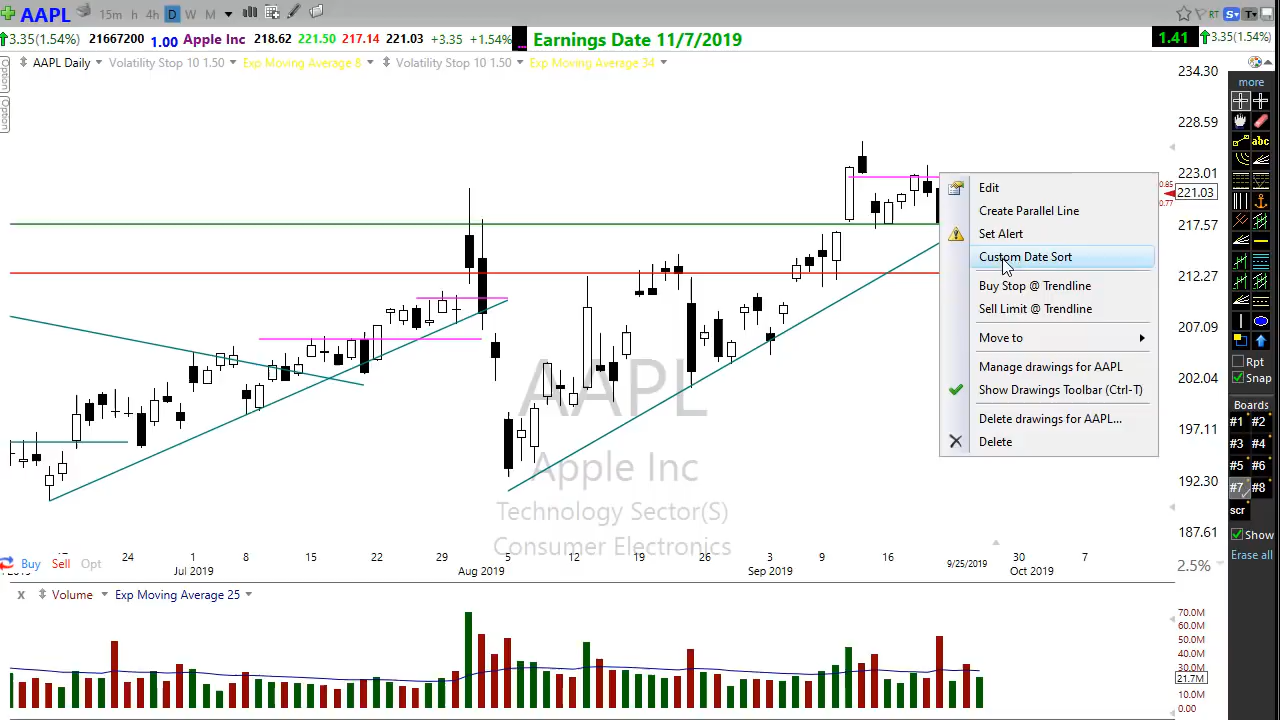 AAPL 15m h 4h D W M RT S T
3.35(1.54%) 21667200 1.00 Apple Inc 218.62 221.50 217.14 221.03 +3.35 +1.54% ... Earnings Date 11/7/2019 1.41 3.35(1.54%)
AAPL Daily Volatility Stop 10 1.50 Exp Moving Average 8 Volatility Stop 10 1.50 Exp Moving Average 34
Option
Option
234.30
228.59
223.01
0.85
221.03
0.77
217.57
212.27
207.09
202.04
197.11
192.30
187.61
2.5%
more
abc
Rpt
Snap
Boards
#1 #2
#3 #4
#5 #6
#7 #8
scr
Show
Erase all
Edit
Create Parallel Line
Set Alert
Custom Date Sort
Buy Stop @ Trendline
Sell Limit @ Trendline
Move to
Manage drawings for AAPL
Show Drawings Toolbar (Ctrl-T)
Delete drawings for AAPL...
Delete
AAPL
Apple Inc
Technology Sector(S)
Consumer Electronics
24 1 8 15 22 29 5 12 19 26 3 9 16 9/25/2019 30 7
Jul 2019 Aug 2019 Sep 2019 Oct 2019
Buy Sell Opt
x Volume Exp Moving Average 25
70.0M
60.0M
50.0M
40.0M
30.0M
21.7M
10.0M
0.00